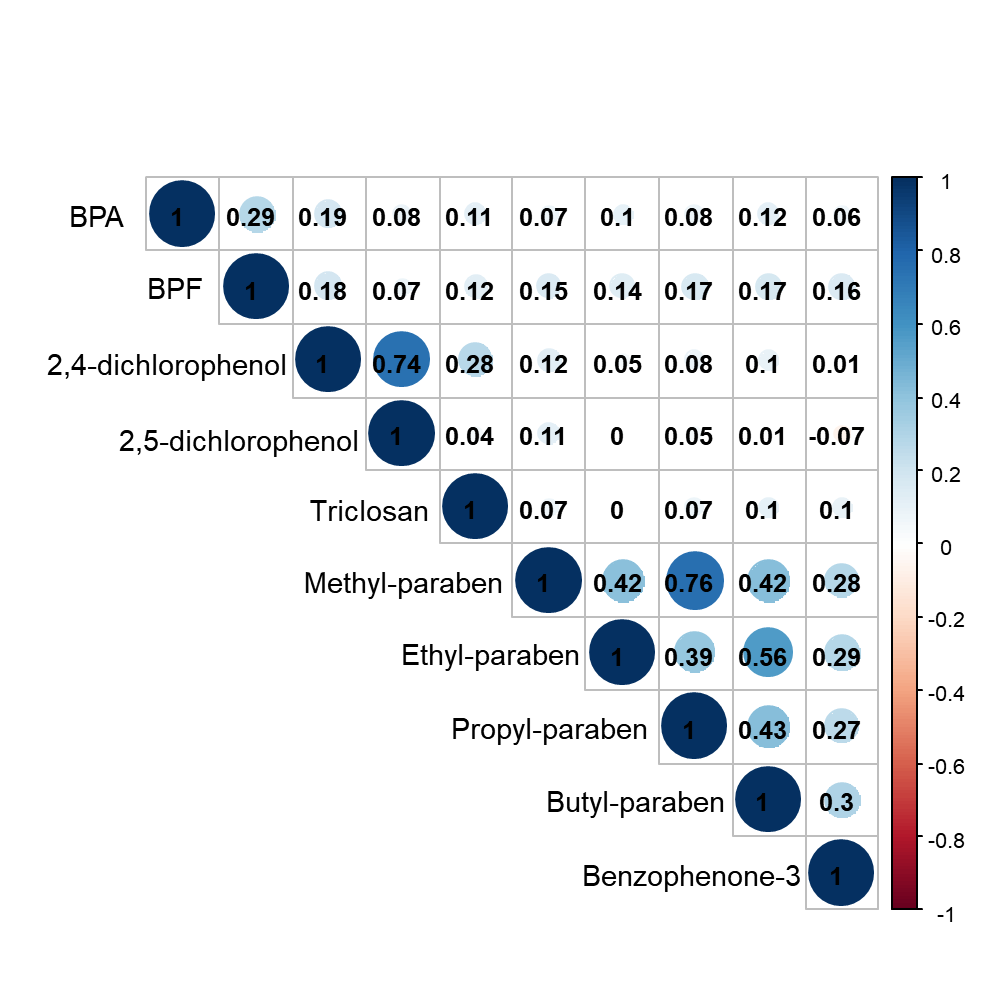 BPA 1 0.29 0.19 0.08 0.11 0.07 0.1 0.08 0.12 0.06
BPF 1 0.18 0.07 0.12 0.15 0.14 0.17 0.17 0.16
2,4-dichlorophenol 1 0.74 0.28 0.12 0.05 0.08 0.1 0.01
2,5-dichlorophenol 1 0.04 0.11 0 0.05 0.01 -0.07
Triclosan 1 0.07 0 0.07 0.1 0.1
Methyl-paraben 1 0.42 0.76 0.42 0.28
Ethyl-paraben 1 0.39 0.56 0.29
Propyl-paraben 1 0.43 0.27
Butyl-paraben 1 0.3
Benzophenone-3 1
1
0.8
0.6
0.4
0.2
0
-0.2
-0.4
-0.6
-0.8
-1